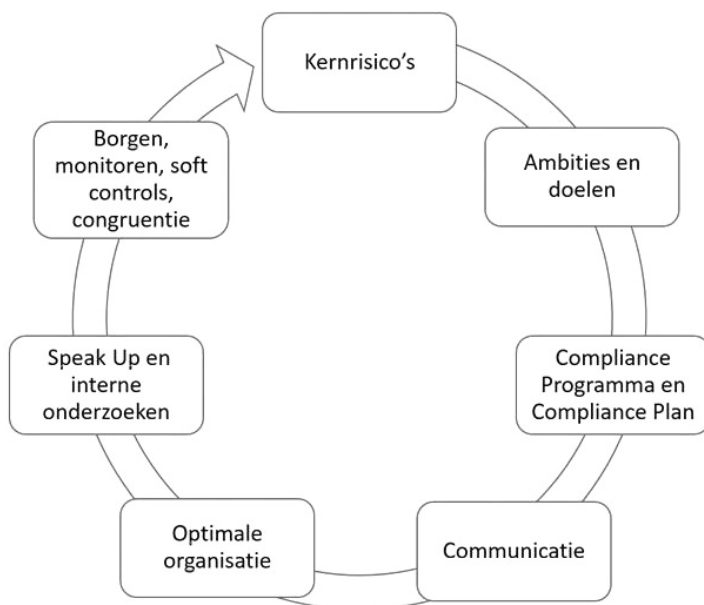 Kernrisico’s
Ambities en
doelen
Compliance
Programma en
Compliance Plan
Communicatie
Optimale
organisatie
Speak Up en
interne
onderzoeken
Borgen,
monitoren, soft
controls,
congruentie